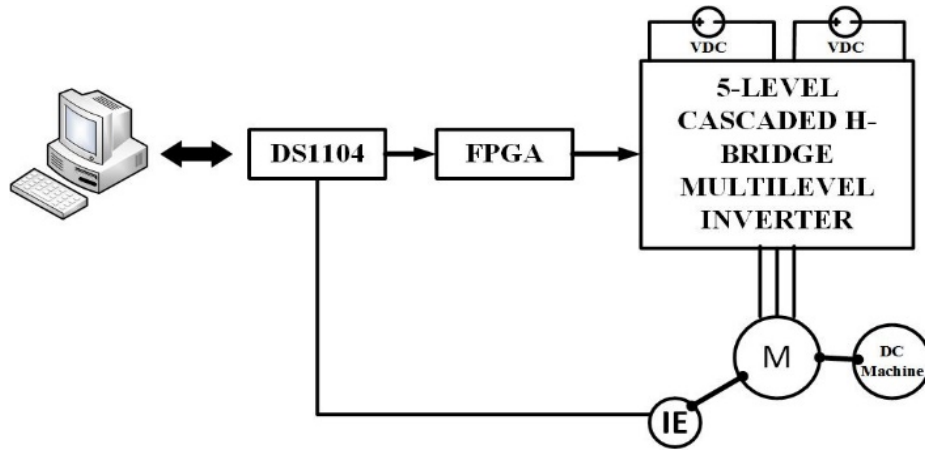 VDC
VDC
5-LEVEL
CASCADED H-
BRIDGE
MULTILEVEL
INVERTER
DS1104
FPGA
M
DC
Machine
IE